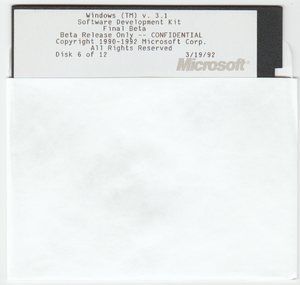 Windows (TM) v. 3.1
Software Development Kit
Final Beta
Beta Release Only -- CONFIDENTIAL
Copyright 1990-1992 Microsoft Corp.
All Rights Reserved
Disk 6 of 12 3/19/92
Microsoft